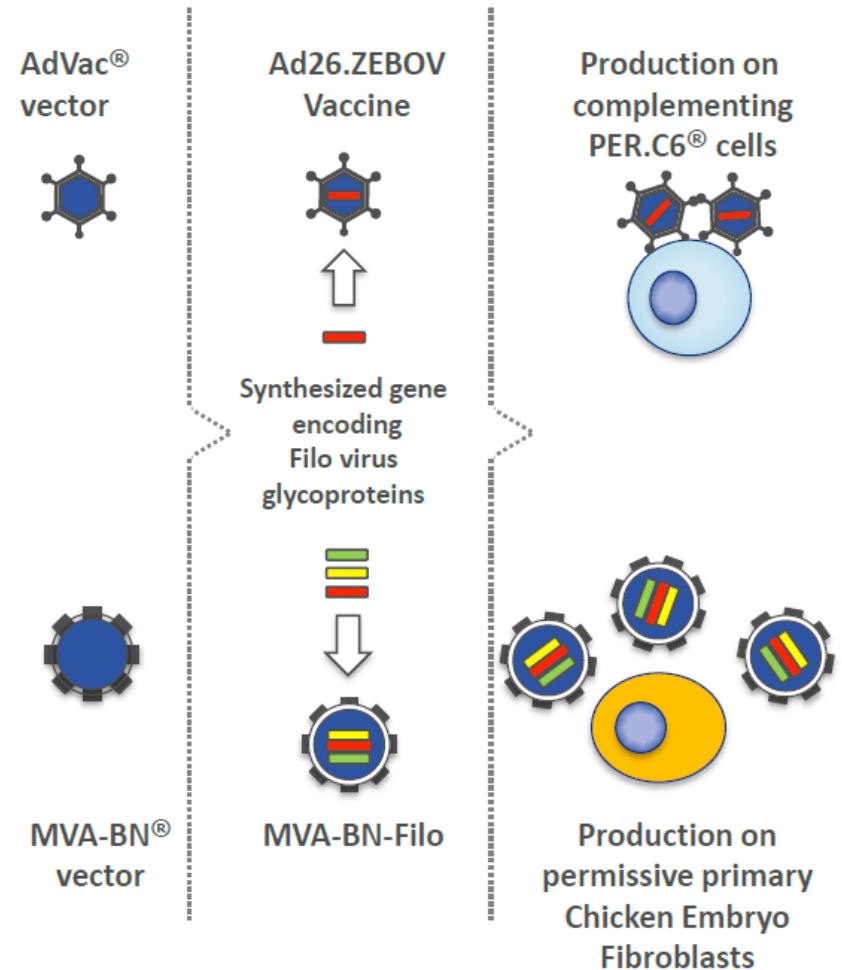 AdVac®
vector
Ad26.ZEBOV
Vaccine
Production on
complementing
PER.C6® cells
Synthesized gene
encoding
Filo virus
glycoproteins
MVA-BN®
vector
MVA-BN-Filo
Production on
permissive primary
Chicken Embryo
Fibroblasts